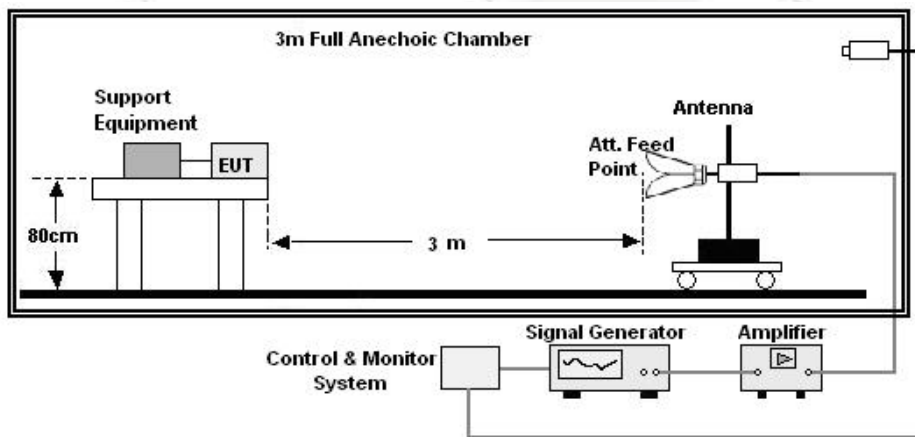 3m Full Anechoic Chamber
Support
Equipment
EUT
Antenna
Att. Feed
Point
80cm
3 m
Signal Generator
Amplifier
Control & Monitor
System